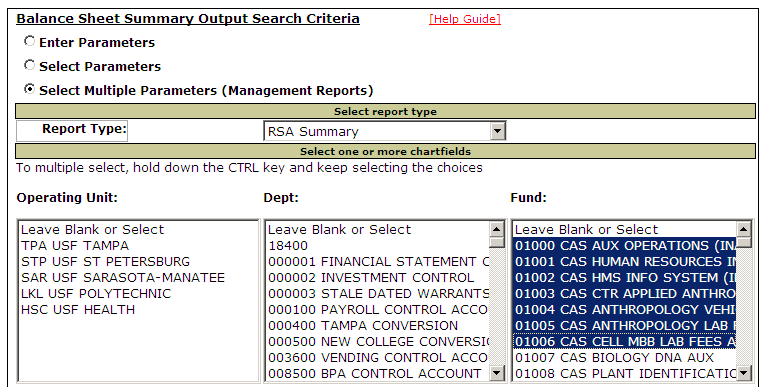 Balance Sheet Summary Output Search Criteria [Help Guide]
Enter Parameters
Select Parameters
Select Multiple Parameters (Management Reports)
Select report type
Report Type: RSA Summary
Select one or more chartfields
To multiple select, hold down the CTRL key and keep selecting the choices
Operating Unit: Dept: Fund:
Leave Blank or Select
TPA USF TAMPA
STP USF ST PETERSBURG
SAR USF SARASOTA-MANATEE
LKL USF POLYTECHNIC
HSC USF HEALTH
Leave Blank or Select
18400
000001 FINANCIAL STATEMENT C
000002 INVESTMENT CONTROL
000003 STALE DATED WARRANTS
000100 PAYROLL CONTROL ACCO
000400 TAMPA CONVERSION
000500 NEW COLLEGE CONVERSIO
003600 VENDING CONTROL ACCO
008500 BPA CONTROL ACCOUNT
Leave Blank or Select
01000 CAS AUX OPERATIONS (INA
01001 CAS HUMAN RESOURCES IN
01002 CAS HMS INFO SYSTEM (I
01003 CAS CTR APPLIED ANTHRO
01004 CAS ANTHROPOLOGY VEHI
01005 CAS ANTHROPOLOGY LAB F
01006 CAS CELL MBB LAB FEES A
01007 CAS BIOLOGY DNA AUX
01008 CAS PLANT IDENTIFICATIO